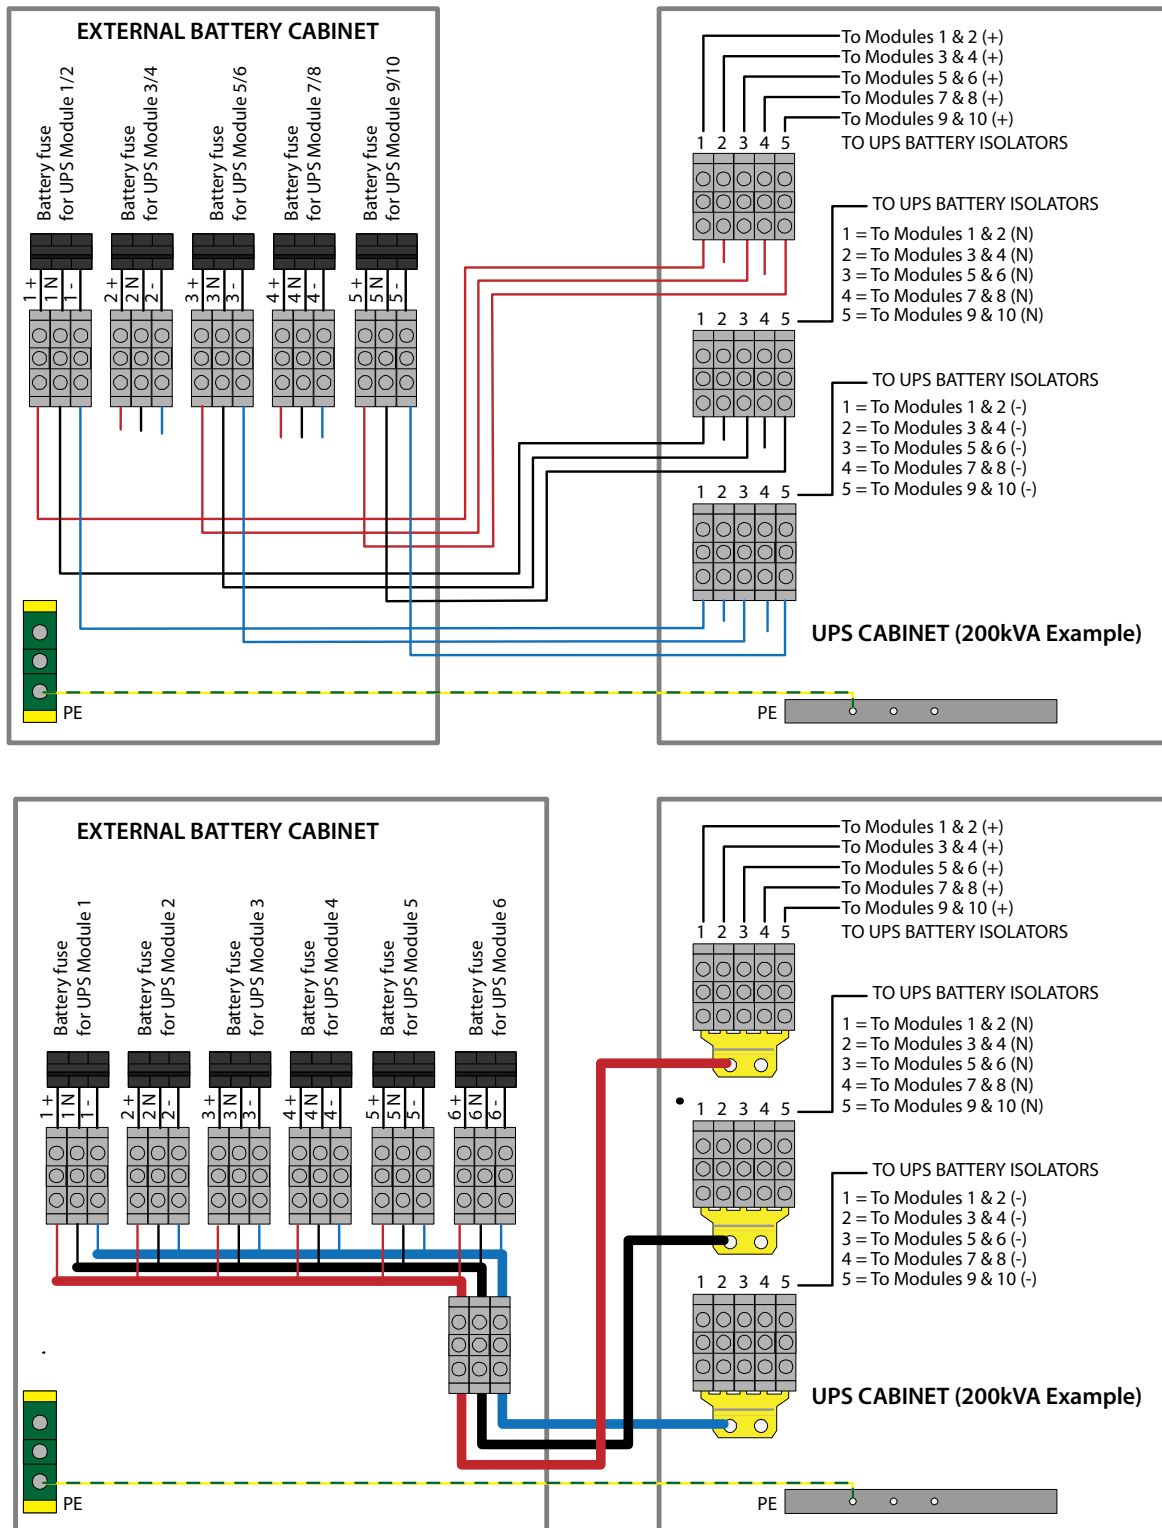 EXTERNAL BATTERY CABINET
Battery fuse
for UPS Module 1/2
Battery fuse
for UPS Module 3/4
Battery fuse
for UPS Module 5/6
Battery fuse
for UPS Module 7/8
Battery fuse
for UPS Module 9/10
1 +
1 N
1 -
2 +
2 N
2 -
3 +
3 N
3 -
4 +
4 N
4 -
5 +
5 N
5 -
PE
To Modules 1 & 2 (+)
To Modules 3 & 4 (+)
To Modules 5 & 6 (+)
To Modules 7 & 8 (+)
To Modules 9 & 10 (+)
1 2 3 4 5
TO UPS BATTERY ISOLATORS
TO UPS BATTERY ISOLATORS
1 = To Modules 1 & 2 (N)
2 = To Modules 3 & 4 (N)
3 = To Modules 5 & 6 (N)
4 = To Modules 7 & 8 (N)
5 = To Modules 9 & 10 (N)
1 2 3 4 5
TO UPS BATTERY ISOLATORS
1 = To Modules 1 & 2 (-)
2 = To Modules 3 & 4 (-)
3 = To Modules 5 & 6 (-)
4 = To Modules 7 & 8 (-)
5 = To Modules 9 & 10 (-)
1 2 3 4 5
UPS CABINET (200kVA Example)
PE
EXTERNAL BATTERY CABINET
Battery fuse
for UPS Module 1
Battery fuse
for UPS Module 2
Battery fuse
for UPS Module 3
Battery fuse
for UPS Module 4
Battery fuse
for UPS Module 5
Battery fuse
for UPS Module 6
1 +
1 N
1 -
2 +
2 N
2 -
3 +
3 N
3 -
4 +
4 N
4 -
5 +
5 N
5 -
6 +
6 N
6 -
PE
To Modules 1 & 2 (+)
To Modules 3 & 4 (+)
To Modules 5 & 6 (+)
To Modules 7 & 8 (+)
To Modules 9 & 10 (+)
1 2 3 4 5
TO UPS BATTERY ISOLATORS
TO UPS BATTERY ISOLATORS
1 = To Modules 1 & 2 (N)
2 = To Modules 3 & 4 (N)
3 = To Modules 5 & 6 (N)
4 = To Modules 7 & 8 (N)
5 = To Modules 9 & 10 (N)
1 2 3 4 5
TO UPS BATTERY ISOLATORS
1 = To Modules 1 & 2 (-)
2 = To Modules 3 & 4 (-)
3 = To Modules 5 & 6 (-)
4 = To Modules 7 & 8 (-)
5 = To Modules 9 & 10 (-)
1 2 3 4 5
UPS CABINET (200kVA Example)
PE